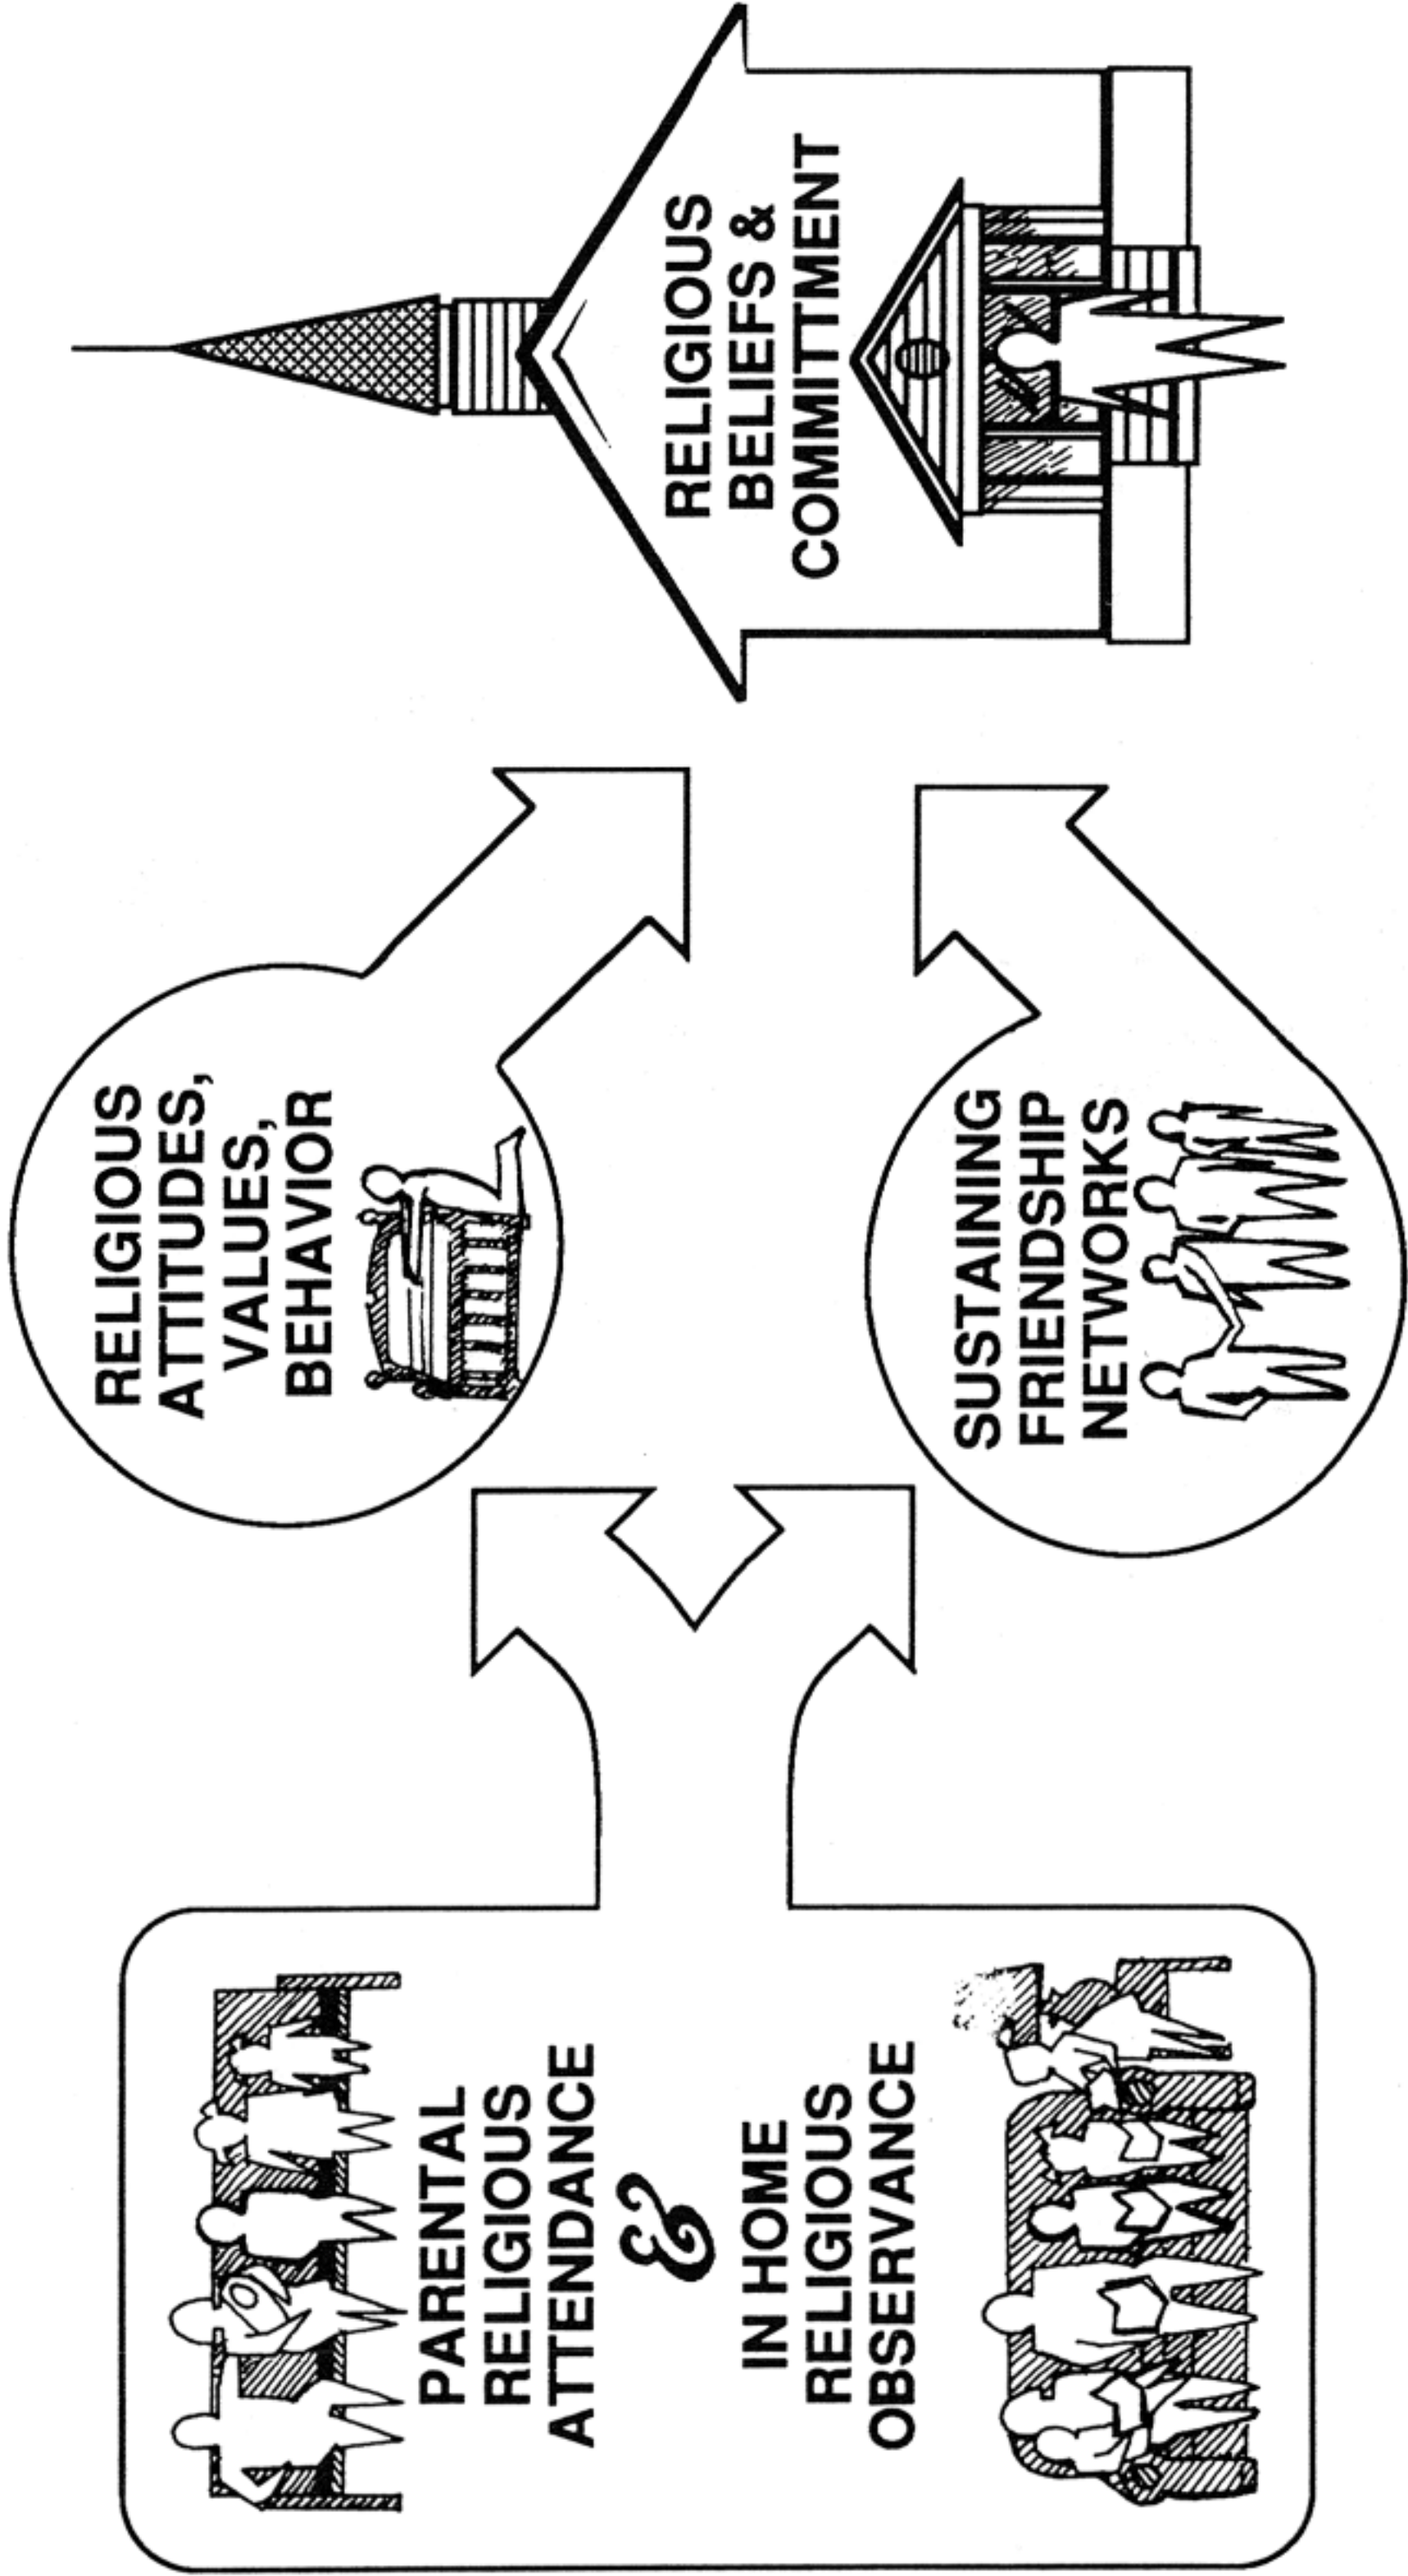 PARENTAL
RELIGIOUS
ATTENDANCE
&
IN HOME
RELIGIOUS
OBSERVANCE
RELIGIOUS
ATTITUDES,
VALUES,
BEHAVIOR
SUSTAINING
FRIENDSHIP
NETWORKS
RELIGIOUS
BELIEFS &
COMMITTMENT